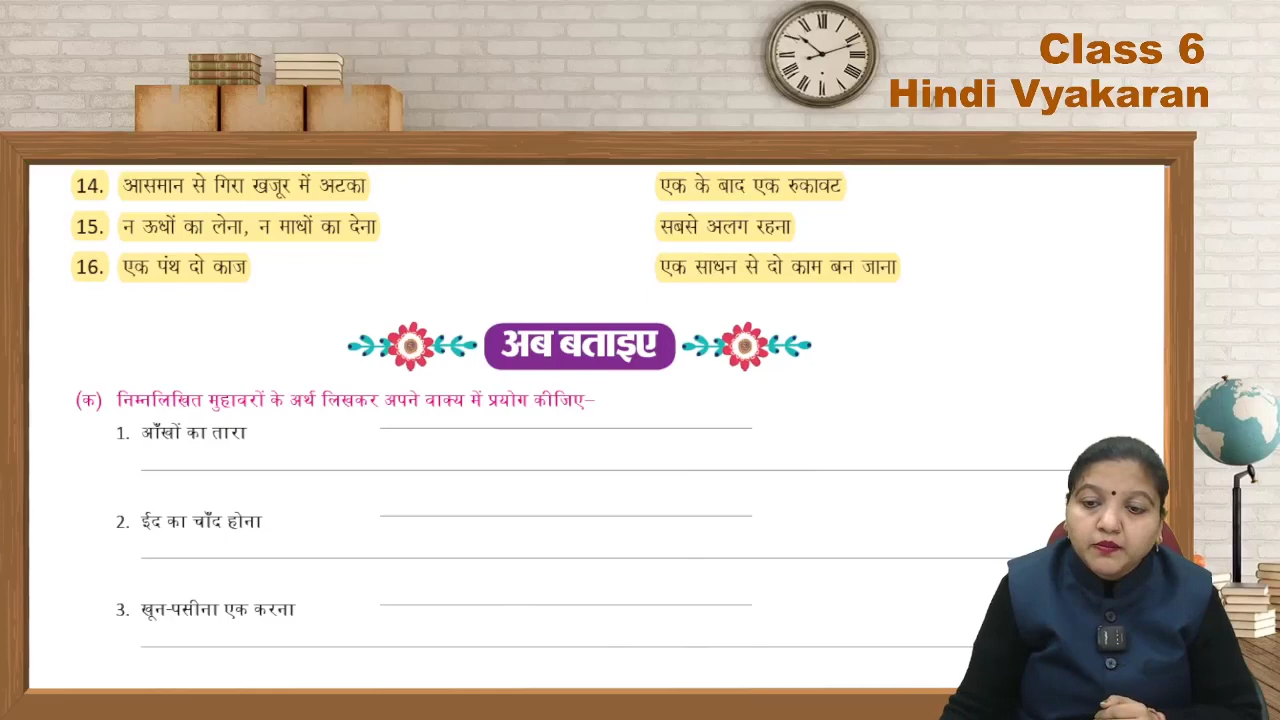 Class 6
Hindi Vyakaran
14. आसमान से गिरा खजूर में अटका एक के बाद एक रुकावट
15. न ऊधों का लेना, न माधों का देना सबसे अलग रहना
16. एक पंथ दो काज एक साधन से दो काम बन जाना
अब बताइए
(क) निम्नलिखित मुहावरों के अर्थ लिखकर अपने वाक्य में प्रयोग कीजिए–
1. आँखों का तारा
2. ईद का चाँद होना
3. खून-पसीना एक करना